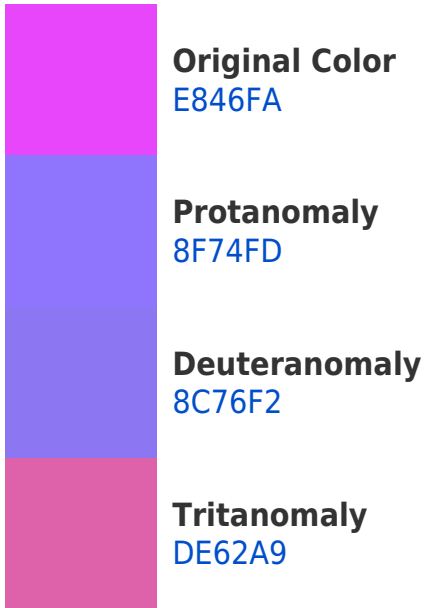 Original Color
E846FA
Protanomaly
8F74FD
Deuteranomaly
8C76F2
Tritanomaly
DE62A9